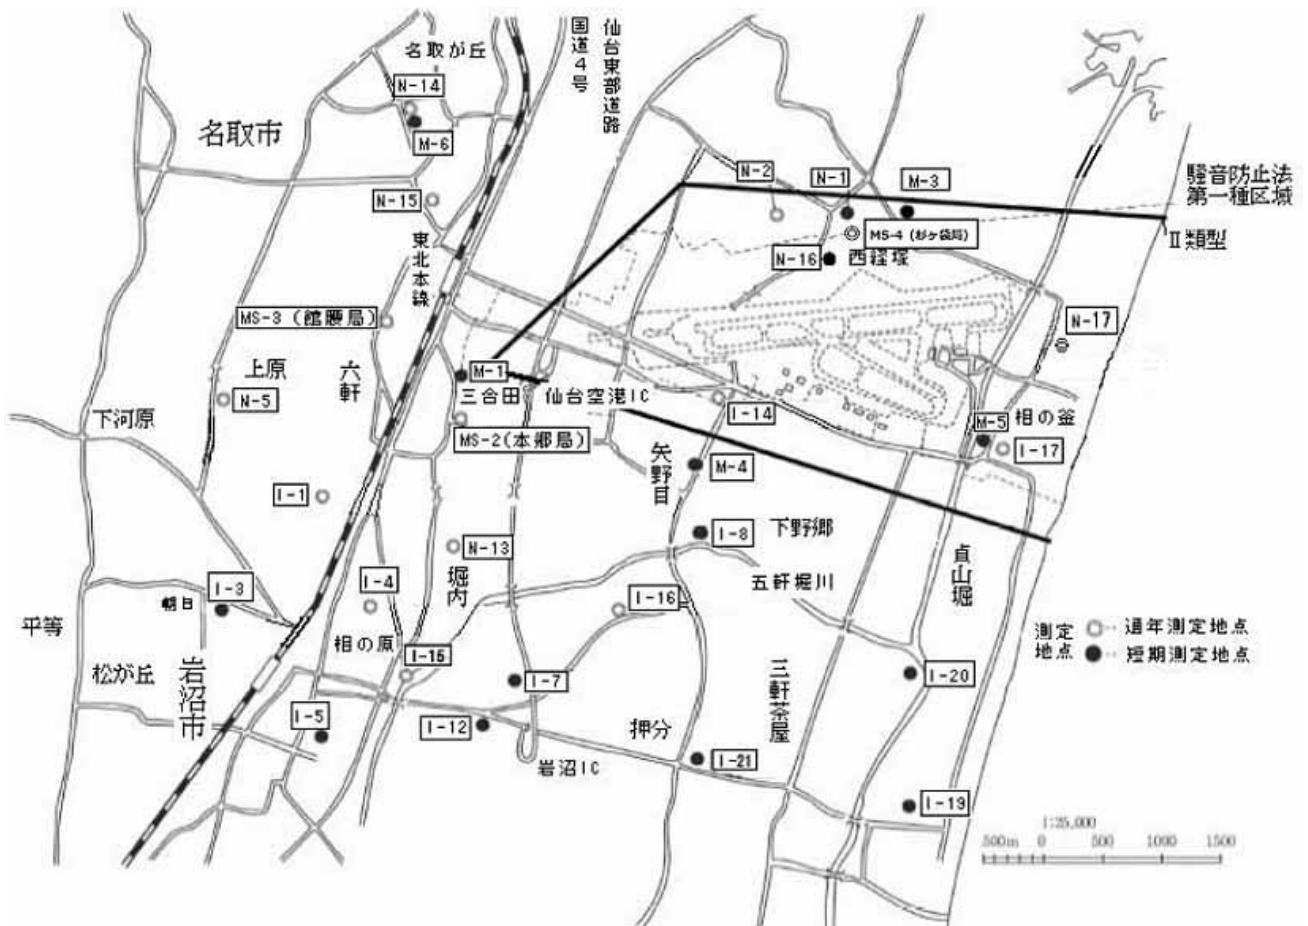 名取が丘
国道4号
仙台東部道路
N-14
名取市
M-6
N-2
N-1
M-3
騒音防止法
第一種区域
N-15
MS-4 (杉ヶ袋局)
Ⅱ類型
東北本線
N-16
西経塚
MS-3 (館腰局)
N-17
上原
六軒
M-1
三合田
仙台空港IC
N-5
I-14
相の釜
下河原
MS-2(本郷局)
M-5
I-17
矢野目
M-4
I-1
I-8
下野郷
N-13
堀内
五軒堀川
貞山堀
I-3
朝日
I-4
I-16
平等
相の原
測定
地点
通年測定地点
短期測定地点
松が丘
岩沼市
I-15
I-7
三軒茶屋
I-20
I-5
I-12
押分
岩沼IC
I-21
I-19
1:25,000
500m 0 500 1000 1500